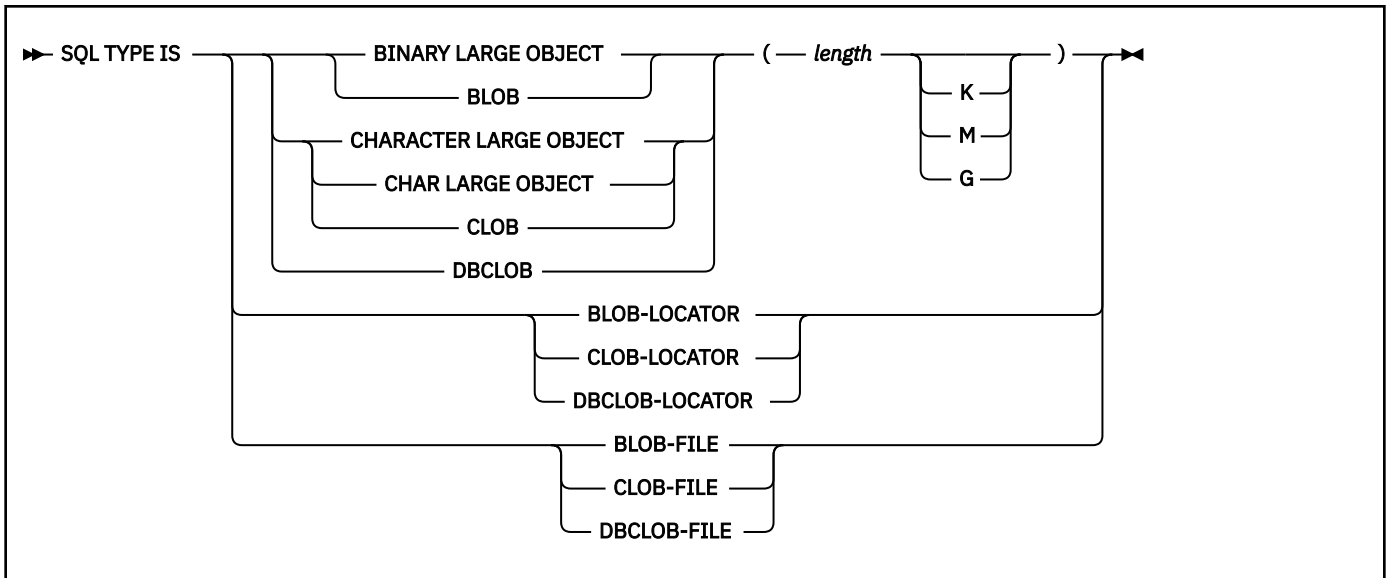 SQL TYPE IS BINARY LARGE OBJECT ( length )
BLOB K
CHARACTER LARGE OBJECT M
CHAR LARGE OBJECT G
CLOB
DBCLOB
BLOB-LOCATOR
CLOB-LOCATOR
DBCLOB-LOCATOR
BLOB-FILE
CLOB-FILE
DBCLOB-FILE